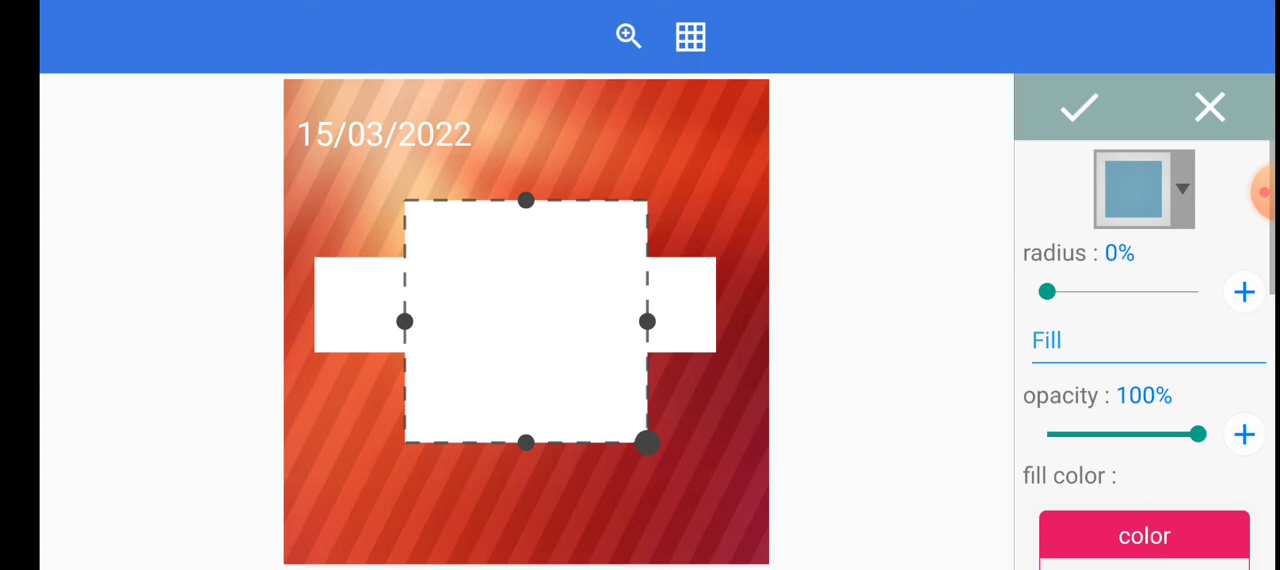 15/03/2022
radius : 0%
Fill
opacity : 100%
fill color :
color